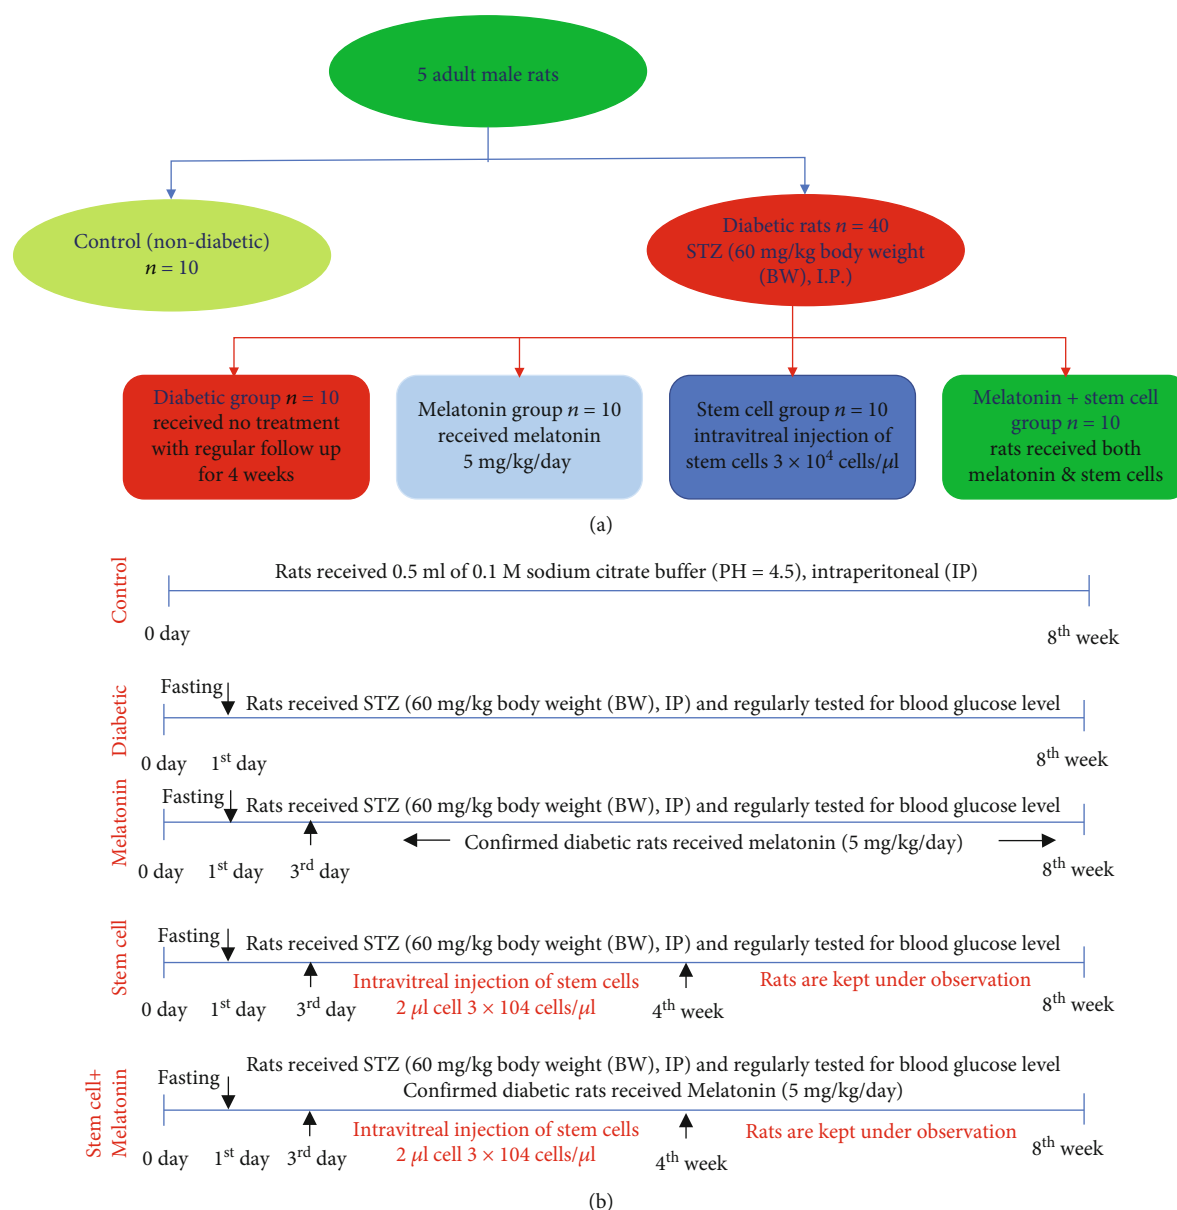 5 adult male rats
Control (non-diabetic)
n = 10
Diabetic rats n = 40
STZ (60 mg/kg body weight
(BW), I.P.)
Diabetic group n = 10
received no treatment
with regular follow up
for 4 weeks
Melatonin group n = 10
received melatonin
5 mg/kg/day
Stem cell group n = 10
intravitreal injection of
stem cells 3 × 10⁴ cells/μl
Melatonin + stem cell
group n = 10
rats received both
melatonin & stem cells
(a)
Control
Rats received 0.5 ml of 0.1 M sodium citrate buffer (PH = 4.5), intraperitoneal (IP)
0 day
8th week
Diabetic
Fasting
Rats received STZ (60 mg/kg body weight (BW), IP) and regularly tested for blood glucose level
0 day
1st day
8th week
Melatonin
Fasting
Rats received STZ (60 mg/kg body weight (BW), IP) and regularly tested for blood glucose level
Confirmed diabetic rats received melatonin (5 mg/kg/day)
0 day
1st day
3rd day
8th week
Stem cell
Fasting
Rats received STZ (60 mg/kg body weight (BW), IP) and regularly tested for blood glucose level
Intravitreal injection of stem cells
2 μl cell 3 × 104 cells/μl
Rats are kept under observation
0 day
1st day
3rd day
4th week
8th week
Stem cell+
Melatonin
Fasting
Rats received STZ (60 mg/kg body weight (BW), IP) and regularly tested for blood glucose level
Confirmed diabetic rats received Melatonin (5 mg/kg/day)
Intravitreal injection of stem cells
2 μl cell 3 × 104 cells/μl
Rats are kept under observation
0 day
1st day
3rd day
4th week
8th week
(b)